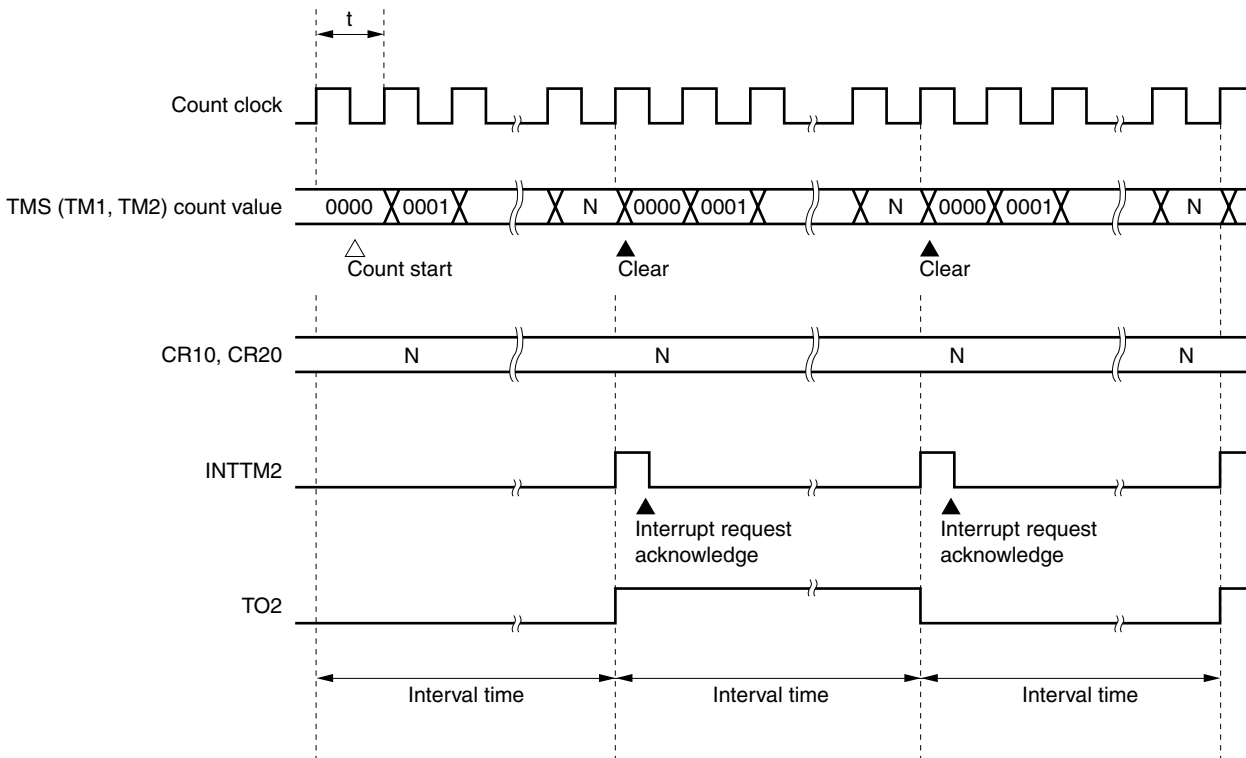 t
Count clock
TMS (TM1, TM2) count value
0000 0001 N 0000 0001 N 0000 0001 N
Count start Clear Clear
CR10, CR20
N N N N
INTTM2
Interrupt request
acknowledge
Interrupt request
acknowledge
TO2
Interval time Interval time Interval time